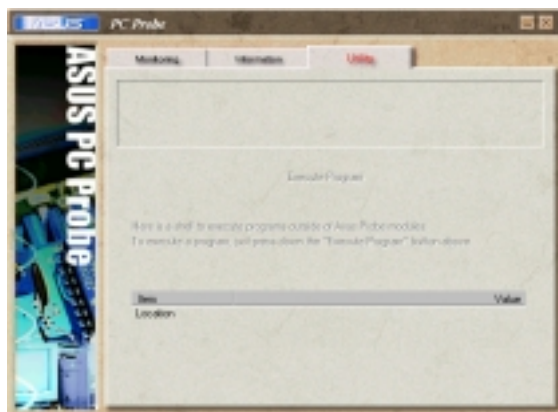 ASUS PC Probe
Monitoring Information Utility
ASUS PC Probe
Execute Program
Here is a shell to execute programs outside of Asus Probe modules
To execute a program, just press down the "Execute Program" button above
Item Value
Location